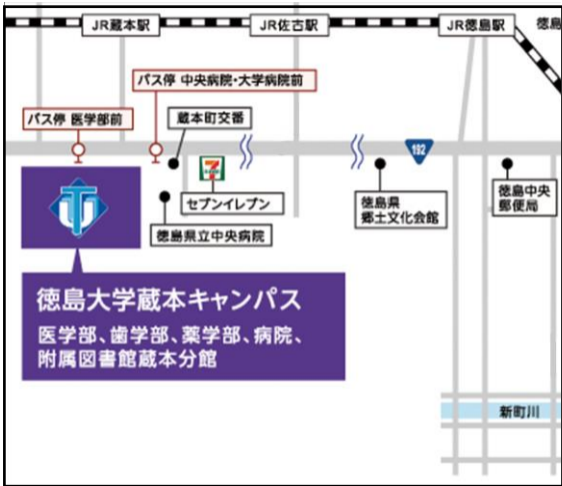 JR蔵本駅
JR佐古駅
JR徳島駅
徳島
バス停 中央病院・大学病院前
バス停 医学部前
蔵本町交番
192
セブンイレブン
徳島県
郷土文化会館
徳島中央
郵便局
徳島県立中央病院
徳島大学蔵本キャンパス
医学部、歯学部、薬学部、病院、
附属図書館蔵本分館
新町川